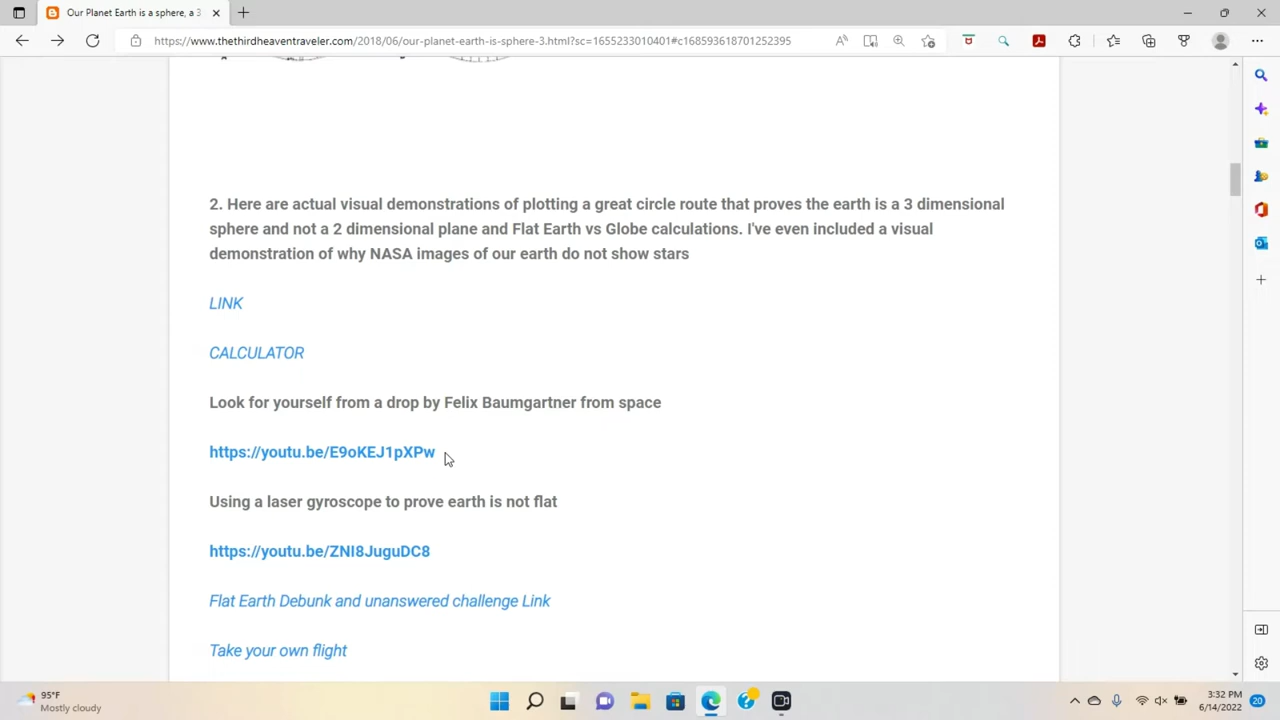 Our Planet Earth is a sphere, a 3
https://www.thethirdheaventraveler.com/2018/06/our-planet-earth-is-sphere-3.html?sc=1655233010401#c168593618701252395
2. Here are actual visual demonstrations of plotting a great circle route that proves the earth is a 3 dimensional
sphere and not a 2 dimensional plane and Flat Earth vs Globe calculations. I've even included a visual
demonstration of why NASA images of our earth do not show stars
LINK
CALCULATOR
Look for yourself from a drop by Felix Baumgartner from space
https://youtu.be/E9oKEJ1pXPw
Using a laser gyroscope to prove earth is not flat
https://youtu.be/ZNI8JuguDC8
Flat Earth Debunk and unanswered challenge Link
Take your own flight
95°F
Mostly cloudy
3:32 PM
6/14/2022
20